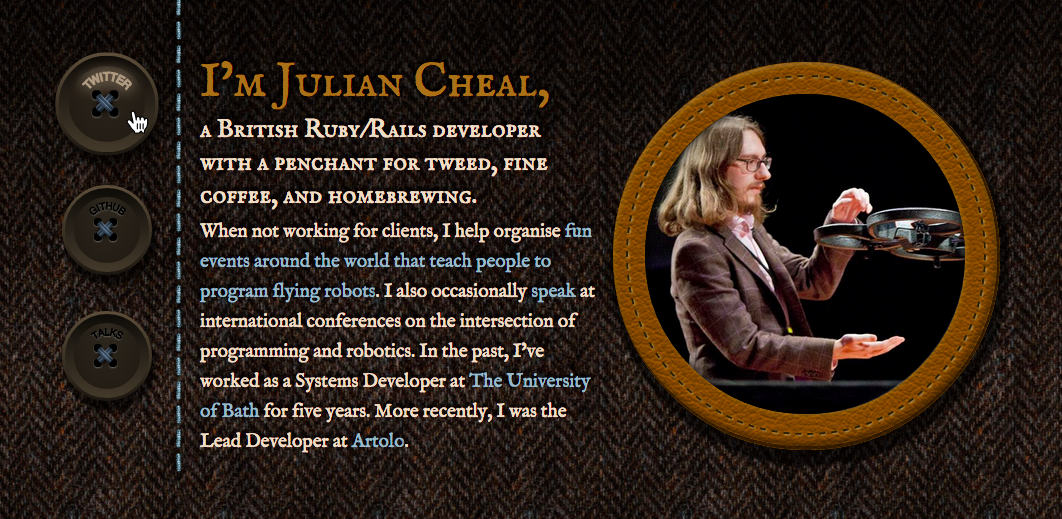 TWITTER
GITHUB
TALKS
I'm Julian Cheal,
a British Ruby/Rails developer
with a penchant for tweed, fine
coffee, and homebrewing.
When not working for clients, I help organise fun
events around the world that teach people to
program flying robots. I also occasionally speak at
international conferences on the intersection of
programming and robotics. In the past, I've
worked as a Systems Developer at The University
of Bath for five years. More recently, I was the
Lead Developer at Artolo.